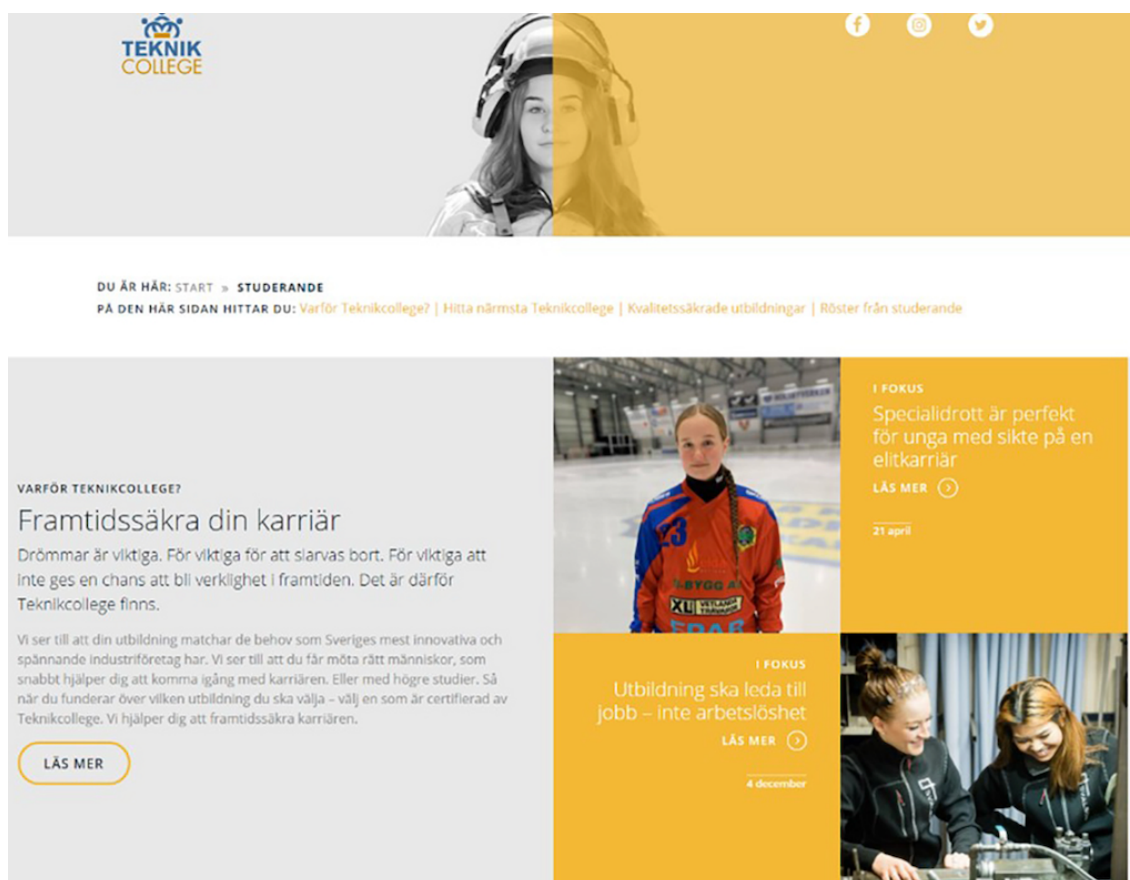 TEKNIK
COLLEGE
DU ÄR HÄR: START » STUDERANDE
PÅ DEN HÄR SIDAN HITTAR DU: Varför Teknikcollege? | Hitta närmsta Teknikcollege | Kvalitetssäkrade utbildningar | Röster från studerande
VARFÖR TEKNIKCOLLEGE?
Framtidssäkra din karriär
Drömmar är viktiga. För viktiga för att slarvas bort. För viktiga att
inte ges en chans att bli verklighet i framtiden. Det är därför
Teknikcollege finns.
Vi ser till att din utbildning matchar de behov som Sveriges mest innovativa och
spännande industriföretag har. Vi ser till att du får möta rätt människor, som
snabbt hjälper dig att komma igång med karriären. Eller med högre studier. Så
när du funderar över vilken utbildning du ska välja – välj en som är certifierad av
Teknikcollege. Vi hjälper dig att framtidssäkra karriären.
LÄS MER
23
XL VETLANDA
I FOKUS
Specialidrott är perfekt
för unga med sikte på en
elitkarriär
LÄS MER
21 april
I FOKUS
Utbildning ska leda till
jobb – inte arbetslöshet
LÄS MER
4 december